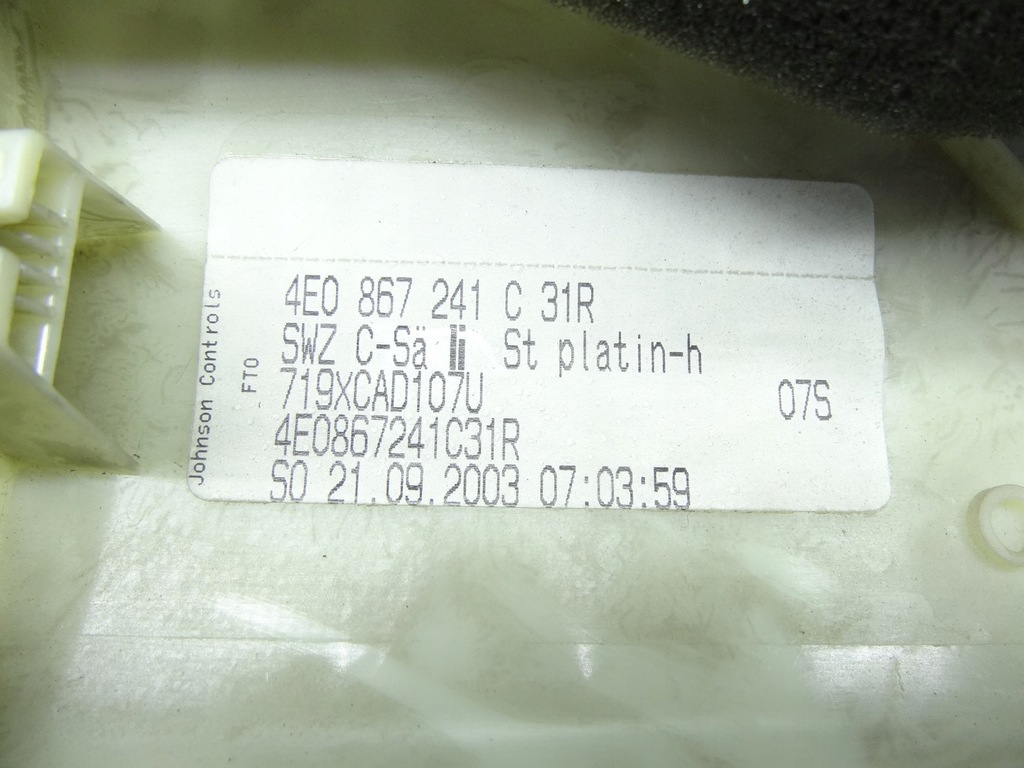 4E0 867 241 C 31R
SWZ C-Sä li St platin-h
719XCAD107U
07S
4E0867241C31R
SO 21.09.2003 07:03:59
Johnson Controls
FTO